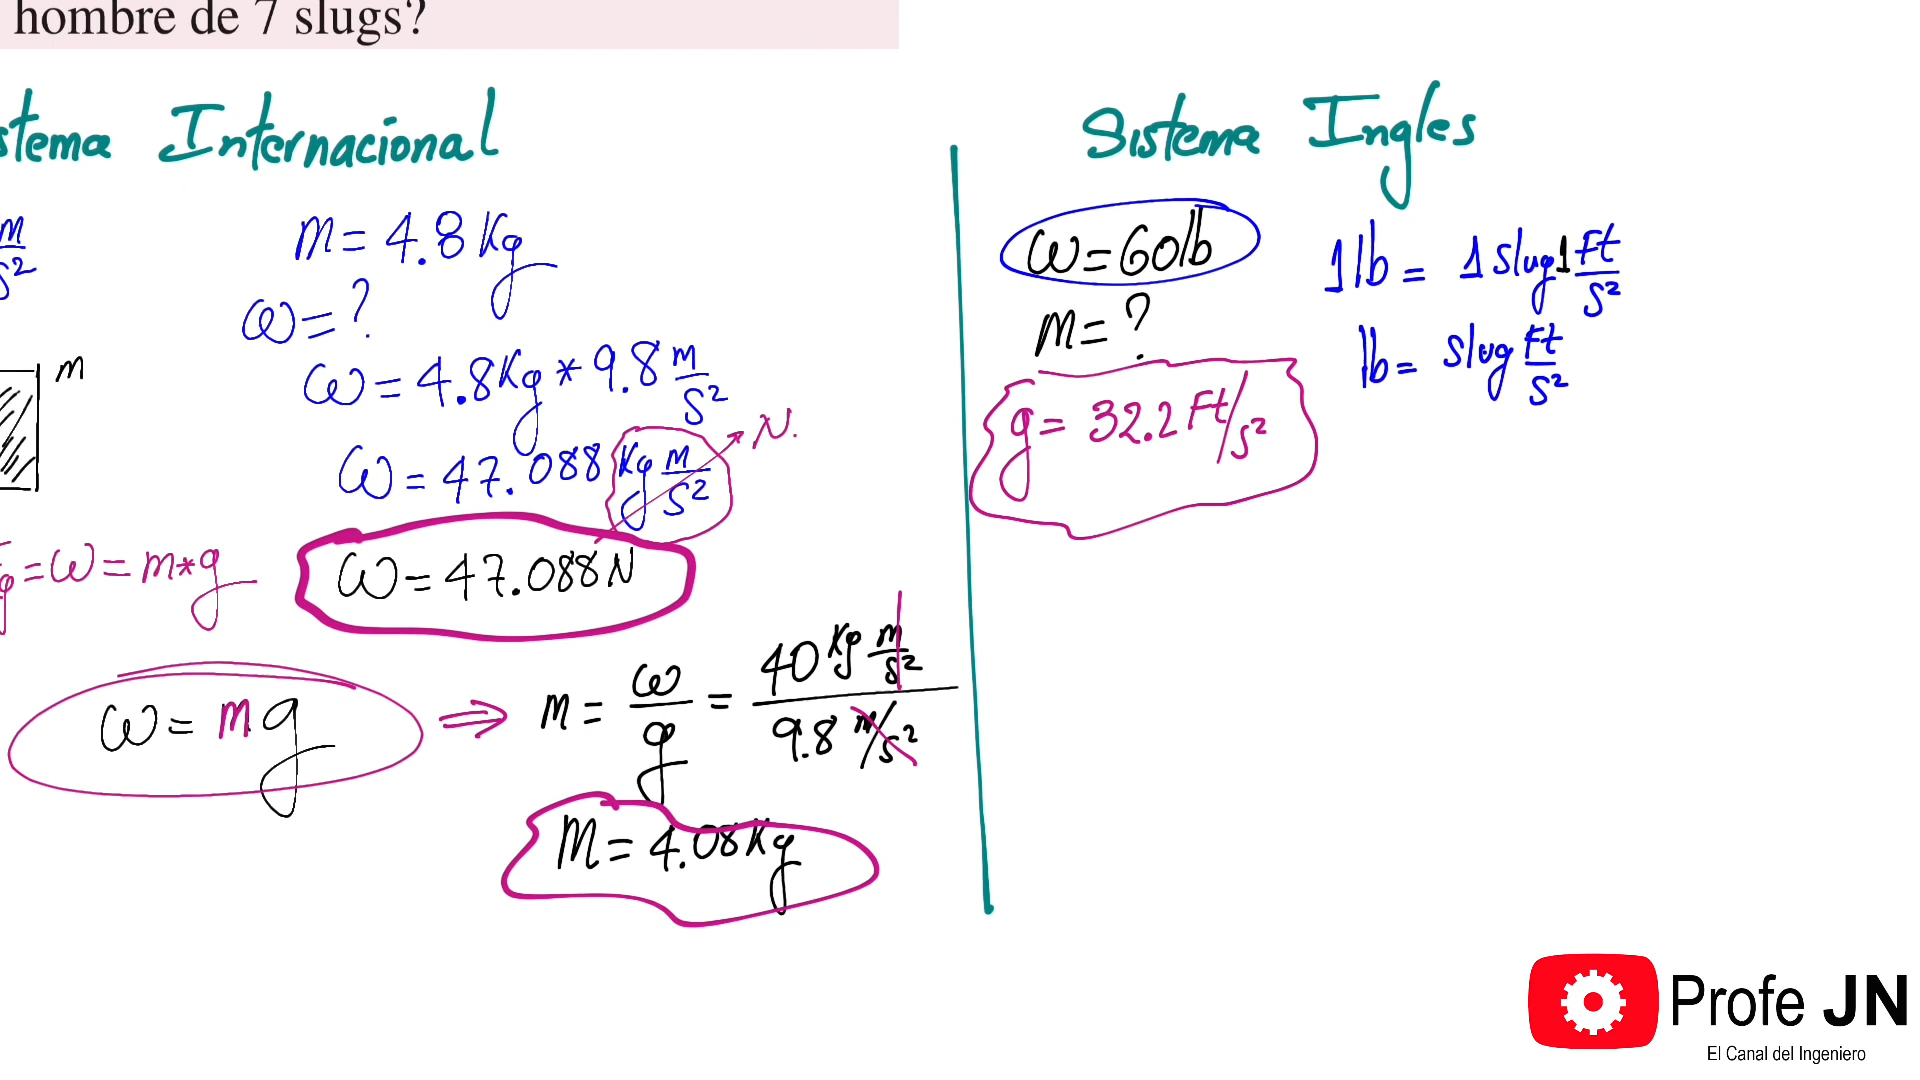 hombre de 7 slugs?
stema Internacional
m/s²
m = 4.8 Kg
ω = ?
ω = 4.8Kg * 9.8 m/s²
ω = 47.088 Kg m/s² N.
m
ω = 47.088 N
= ω = m*g
ω = mg ⇒ m = ω/g = 40 Kg m/s² / 9.8 m/s²
M = 4.08 Kg
Sistema Ingles
ω = 60lb
m = ?
g = 32.2 Ft/s²
1 lb = 1 slug 1 Ft/s²
lb = slug Ft/s²
Profe JN
El Canal del Ingeniero